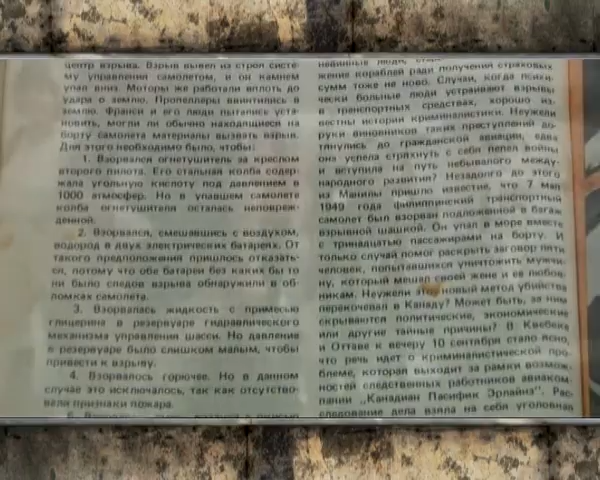 центр взрыва. Взрыв вывел из строя систе-
му управления самолетом, и он камнем
упал вниз. Моторы же работали вплоть до
удара о землю. Пропеллеры ввинтились в
землю. Франси и его люди пытались уста-
новить, могли ли обычно находящиеся на
борту самолета материалы вызвать взрыв.
Для этого необходимо было, чтобы:
1. Взорвался огнетушитель за креслом
второго пилота. Его стальная колба содер-
жала угольную кислоту под давлением в
1000 атмосфер. Но в упавшем самолете
колба огнетушителя осталась неповреж-
денной.
2. Взорвался, смешавшись с воздухом,
водород в двух электрических батареях. От
такого предположения пришлось отказать-
ся, потому что обе батареи без каких бы то
ни было следов взрыва обнаружили в об-
ломках самолета.
3. Взорвалась жидкость с примесью
глицерина в резервуаре гидравлического
механизма управления шасси. Но давление
в резервуаре было слишком малым, чтобы
привести к взрыву.
4. Взорвалось горючее. Но в данном
случае это исключалось, так как отсутство-
вали признаки пожара.
невинные люди,
жение кораблей ради получения страховых
сумм тоже не ново. Случаи, когда психи-
чески больные люди устраивают взрывы
в транспортных средствах, хорошо из-
вестны истории криминалистики. Неужели
руки виновников таких преступлений до-
тянулись до гражданской авиации, едва
она успела стряхнуть с себя пепел войны
и вступила на путь небывалого между-
народного развития? Незадолго до этого
из Манилы пришло известие, что 7 мая
1949 года филиппинский транспортный
самолет был взорван подложенной в багаж
взрывной шашкой. Он упал в море вместе
с тринадцатью пассажирами на борту. И
только случай помог раскрыть заговор пяти
человек, попытавшихся уничтожить мужчи-
ну, который мешал своей жене и ее любов-
никам. Неужели этот новый метод убийства
перекочевал в Канаду? Может быть, за ним
скрываются политические, экономические
или другие тайные причины? В Квебеке
и Оттаве к вечеру 10 сентября стало ясно,
что речь идет о криминалистической про-
блеме, которая выходит за рамки возмож-
ностей следственных работников авиаком-
пании „Канадиан Пасифик Эрлайнз". Рас-
следование дела взяла на себя уголовная